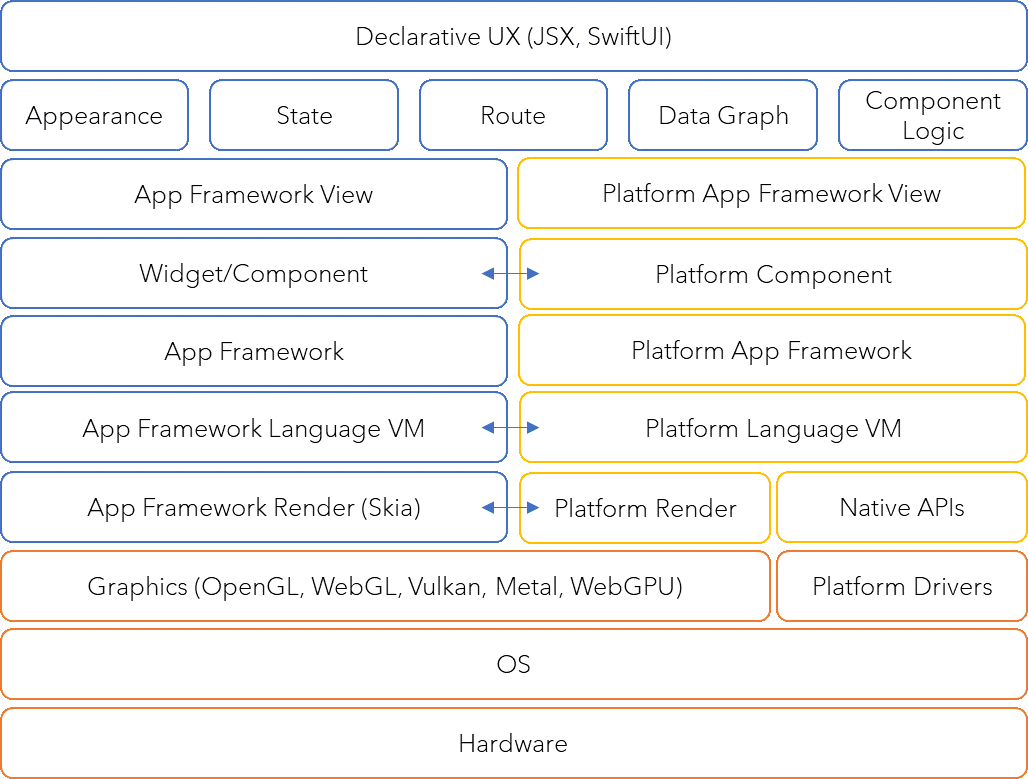 Declarative UX (JSX, SwiftUI)
Appearance
State
Route
Data Graph
Component
Logic
App Framework View
Platform App Framework View
Widget/Component
Platform Component
App Framework
Platform App Framework
App Framework Language VM
Platform Language VM
App Framework Render (Skia)
Platform Render
Native APIs
Graphics (OpenGL, WebGL, Vulkan, Metal, WebGPU)
Platform Drivers
OS
Hardware